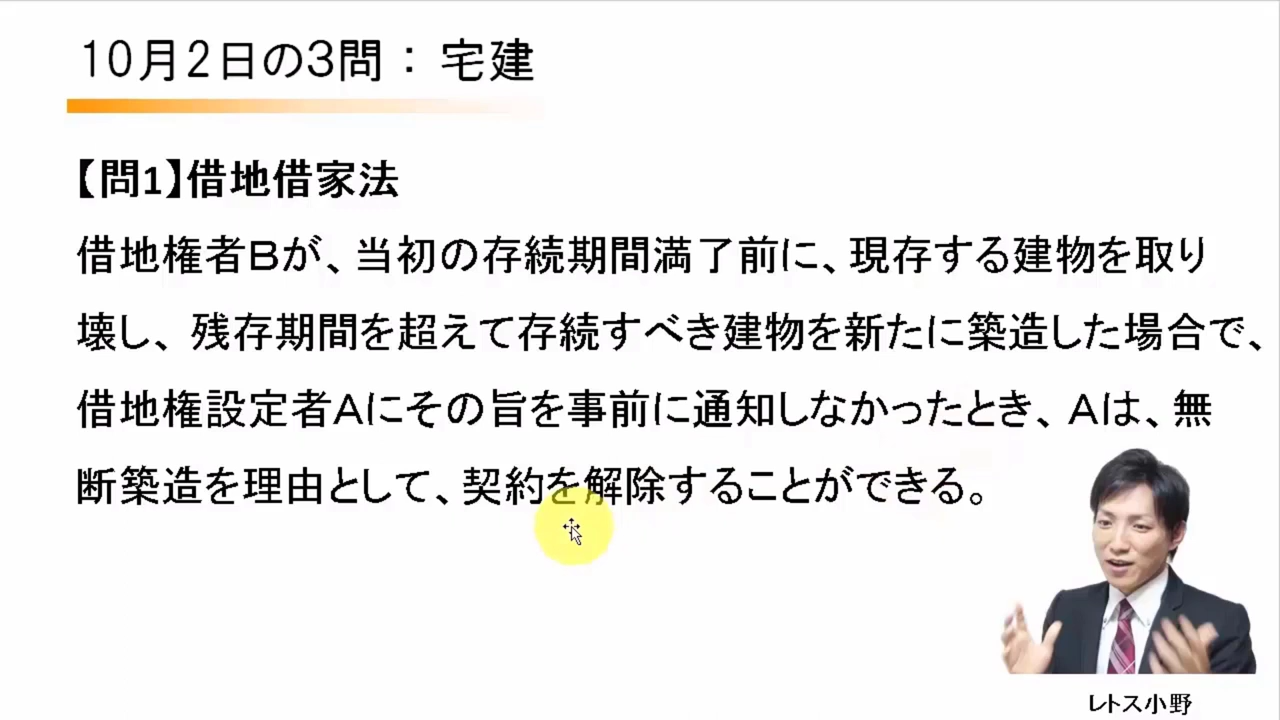 10月2日の3問：宅建
【問1】借地借家法
借地権者Ｂが、当初の存続期間満了前に、現存する建物を取り
壊し、残存期間を超えて存続すべき建物を新たに築造した場合で、
借地権設定者Ａにその旨を事前に通知しなかったとき、Ａは、無
断築造を理由として、契約を解除することができる。
レトス小野